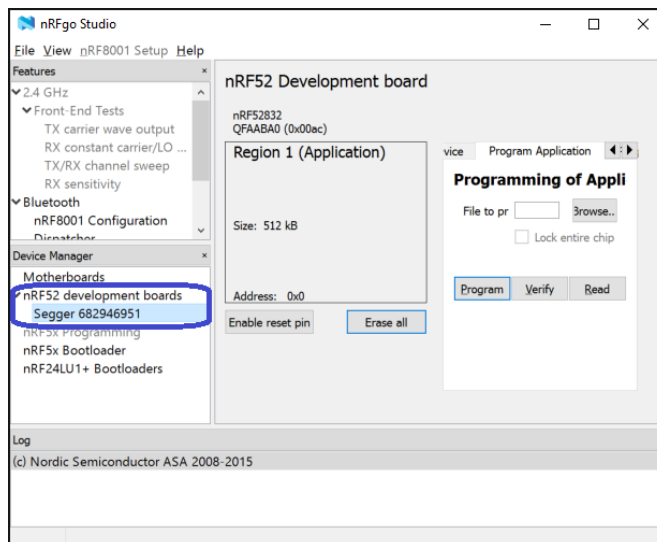 nRFgo Studio
File View nRF8001 Setup Help
Features
2.4 GHz
Front-End Tests
TX carrier wave output
RX constant carrier/LO ...
TX/RX channel sweep
RX sensitivity
Bluetooth
nRF8001 Configuration
Dispatcher
Device Manager
Motherboards
nRF52 development boards
Segger 682946951
nRF5x Programming
nRF5x Bootloader
nRF24LU1+ Bootloaders
nRF52 Development board
nRF52832
QFAABA0 (0x00ac)
Region 1 (Application)
Size: 512 kB
Address: 0x0
Enable reset pin Erase all
vice Program Application
Programming of Appli
File to pr Browse..
Lock entire chip
Program Verify Read
Log
(c) Nordic Semiconductor ASA 2008-2015